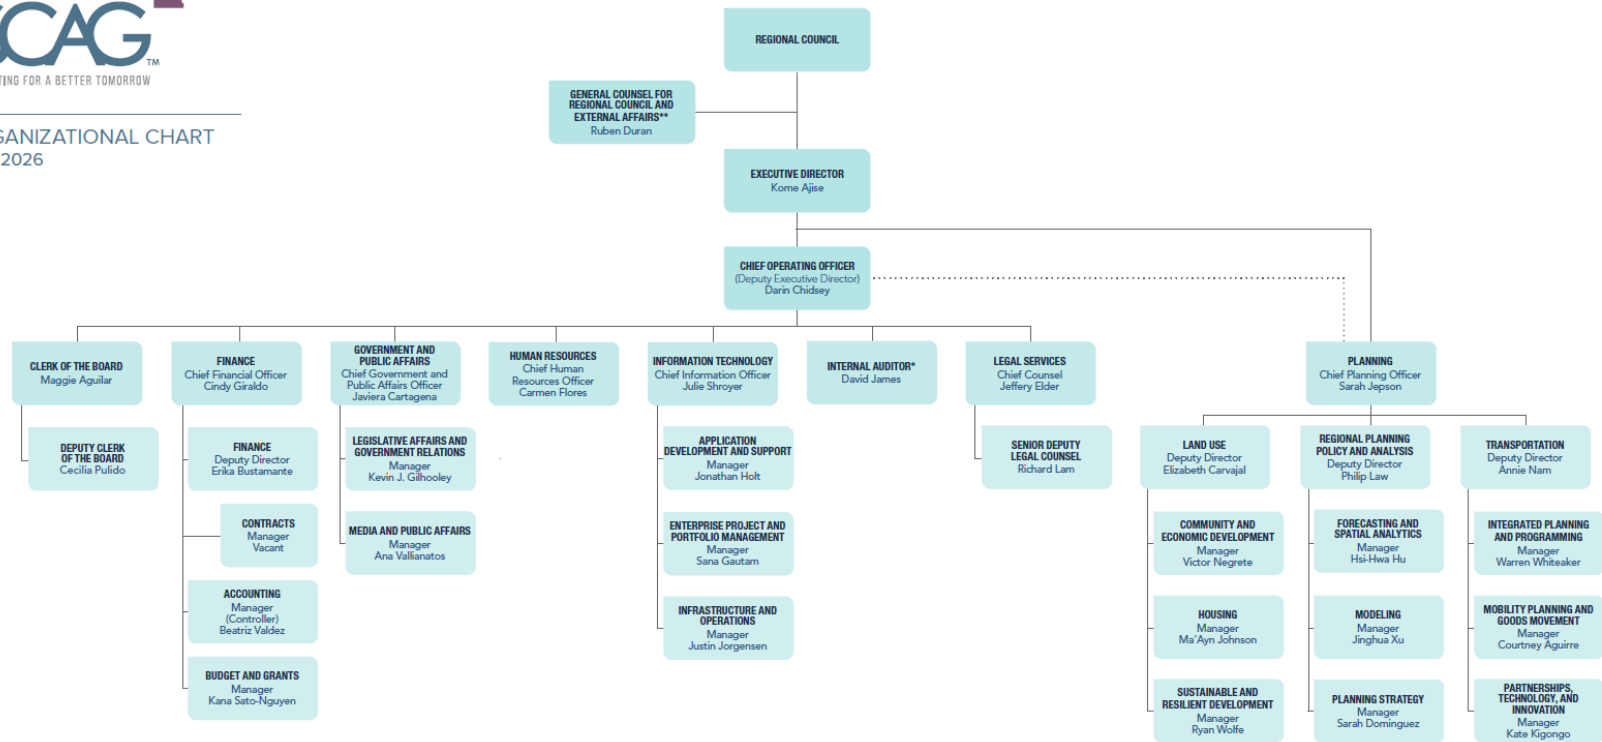 SCAG
TM
TING FOR A BETTER TOMORROW
GANIZATIONAL CHART
2026
REGIONAL COUNCIL
GENERAL COUNSEL FOR
REGIONAL COUNCIL AND
EXTERNAL AFFAIRS**
Ruben Duran
EXECUTIVE DIRECTOR
Kome Ajise
CHIEF OPERATING OFFICER
(Deputy Executive Director)
Darin Chidsey
CLERK OF THE BOARD
Maggie Aguilar
DEPUTY CLERK
OF THE BOARD
Cecilia Pulido
FINANCE
Chief Financial Officer
Cindy Giraldo
FINANCE
Deputy Director
Erika Bustamante
CONTRACTS
Manager
Vacant
ACCOUNTING
Manager
(Controller)
Beatriz Valdez
BUDGET AND GRANTS
Manager
Kana Sato-Nguyen
GOVERNMENT AND
PUBLIC AFFAIRS
Chief Government and
Public Affairs Officer
Javiera Cartagena
LEGISLATIVE AFFAIRS AND
GOVERNMENT RELATIONS
Manager
Kevin J. Gilhooley
MEDIA AND PUBLIC AFFAIRS
Manager
Ana Vallianatos
HUMAN RESOURCES
Chief Human
Resources Officer
Carmen Flores
INFORMATION TECHNOLOGY
Chief Information Officer
Julie Shroyer
APPLICATION
DEVELOPMENT AND SUPPORT
Manager
Jonathan Holt
ENTERPRISE PROJECT AND
PORTFOLIO MANAGEMENT
Manager
Sana Gautam
INFRASTRUCTURE AND
OPERATIONS
Manager
Justin Jorgensen
INTERNAL AUDITOR*
David James
LEGAL SERVICES
Chief Counsel
Jeffery Elder
SENIOR DEPUTY
LEGAL COUNSEL
Richard Lam
PLANNING
Chief Planning Officer
Sarah Jepson
LAND USE
Deputy Director
Elizabeth Carvajal
COMMUNITY AND
ECONOMIC DEVELOPMENT
Manager
Victor Negrete
HOUSING
Manager
Ma'Ayn Johnson
SUSTAINABLE AND
RESILIENT DEVELOPMENT
Manager
Ryan Wolfe
REGIONAL PLANNING
POLICY AND ANALYSIS
Deputy Director
Philip Law
FORECASTING AND
SPATIAL ANALYTICS
Manager
Hsi-Hwa Hu
MODELING
Manager
Jinghua Xu
PLANNING STRATEGY
Manager
Sarah Dominguez
TRANSPORTATION
Deputy Director
Annie Nam
INTEGRATED PLANNING
AND PROGRAMMING
Manager
Warren Whiteaker
MOBILITY PLANNING AND
GOODS MOVEMENT
Manager
Courtney Aguirre
PARTNERSHIPS,
TECHNOLOGY, AND
INNOVATION
Manager
Kate Kigongo